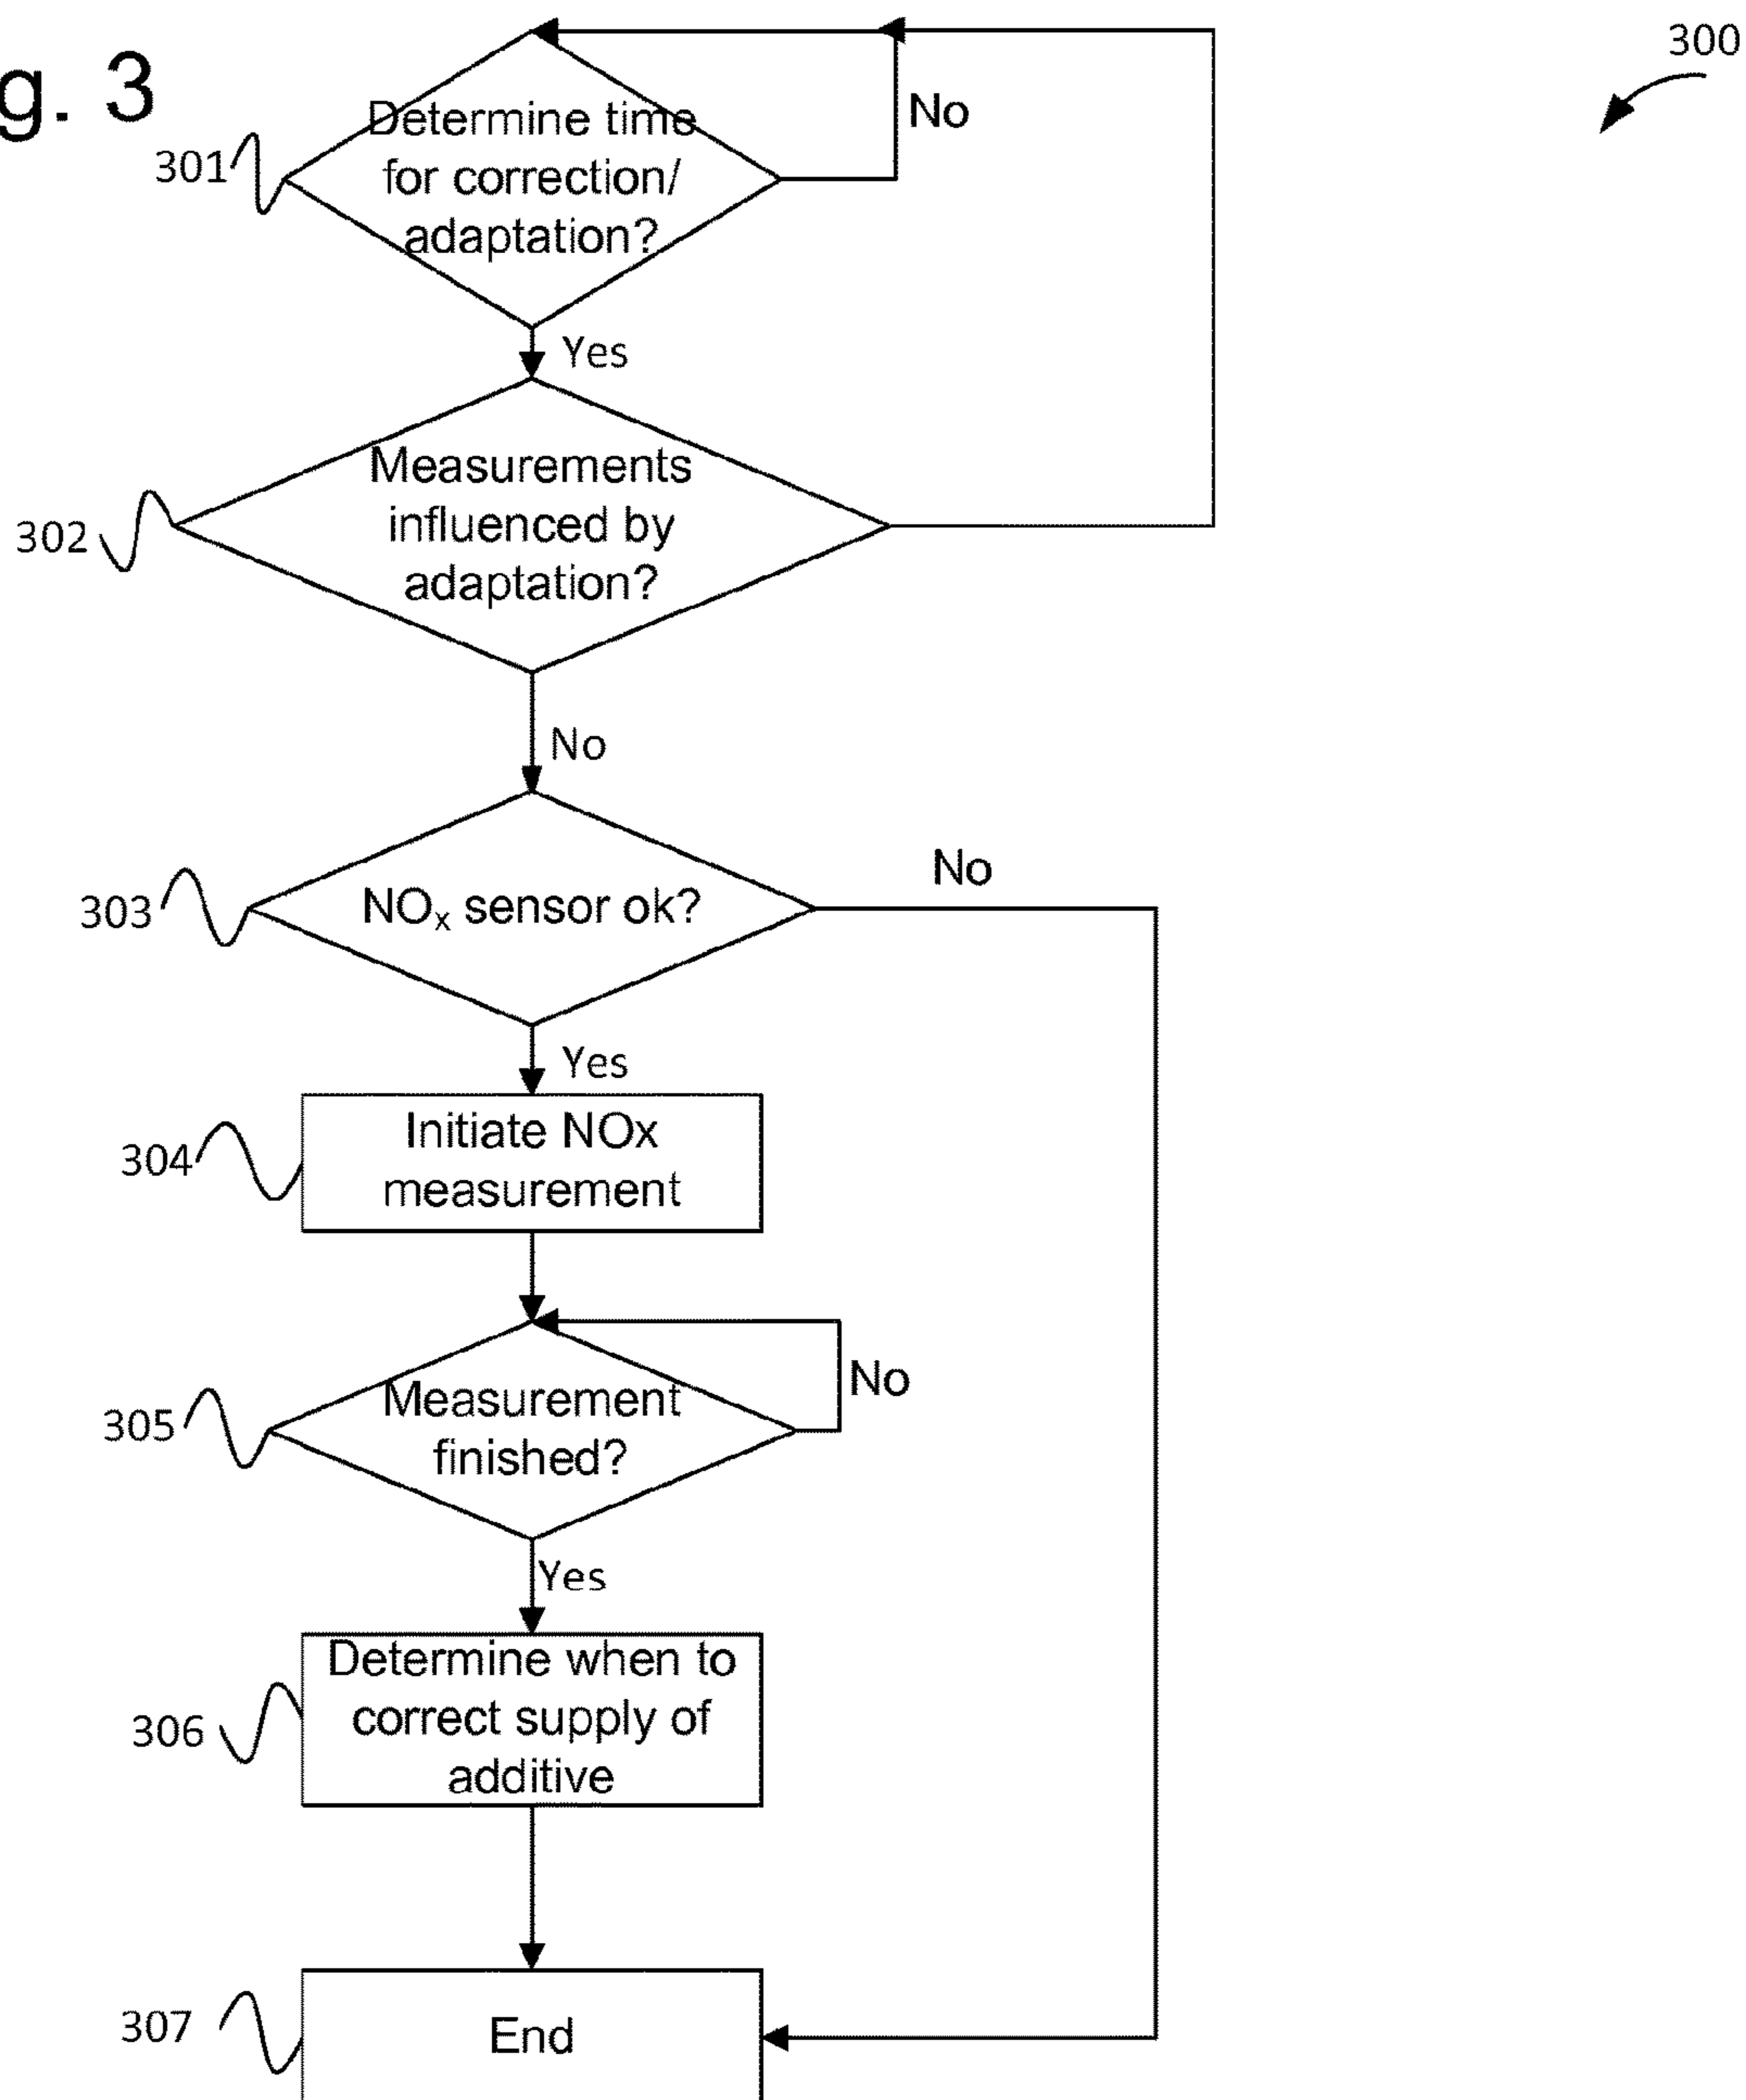 g. 3
300
301
Determine time
for correction/
adaptation?
No
Yes
302
Measurements
influenced by
adaptation?
No
303
NOx sensor ok?
No
Yes
304
Initiate NOx
measurement
305
Measurement
finished?
No
Yes
306
Determine when to
correct supply of
additive
307
End